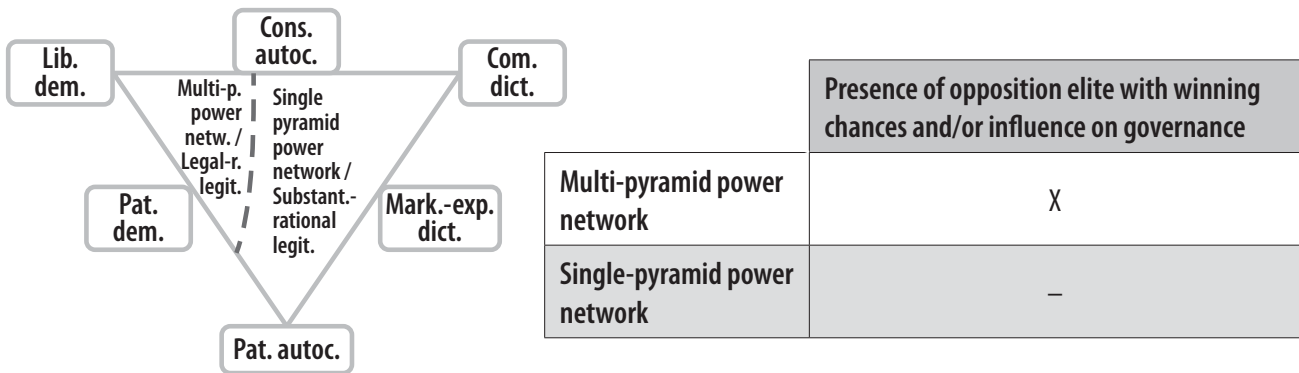 Cons.
autoc.
Lib.
dem.
Com.
dict.
Multi-p.
power
netw. /
Legal-r.
legit.
Single
pyramid
power
network /
Substant.-
rational
legit.
Pat.
dem.
Mark.-exp.
dict.
Pat. autoc.
Presence of opposition elite with winning
chances and/or influence on governance
Multi-pyramid power
network
X
Single-pyramid power
network
–